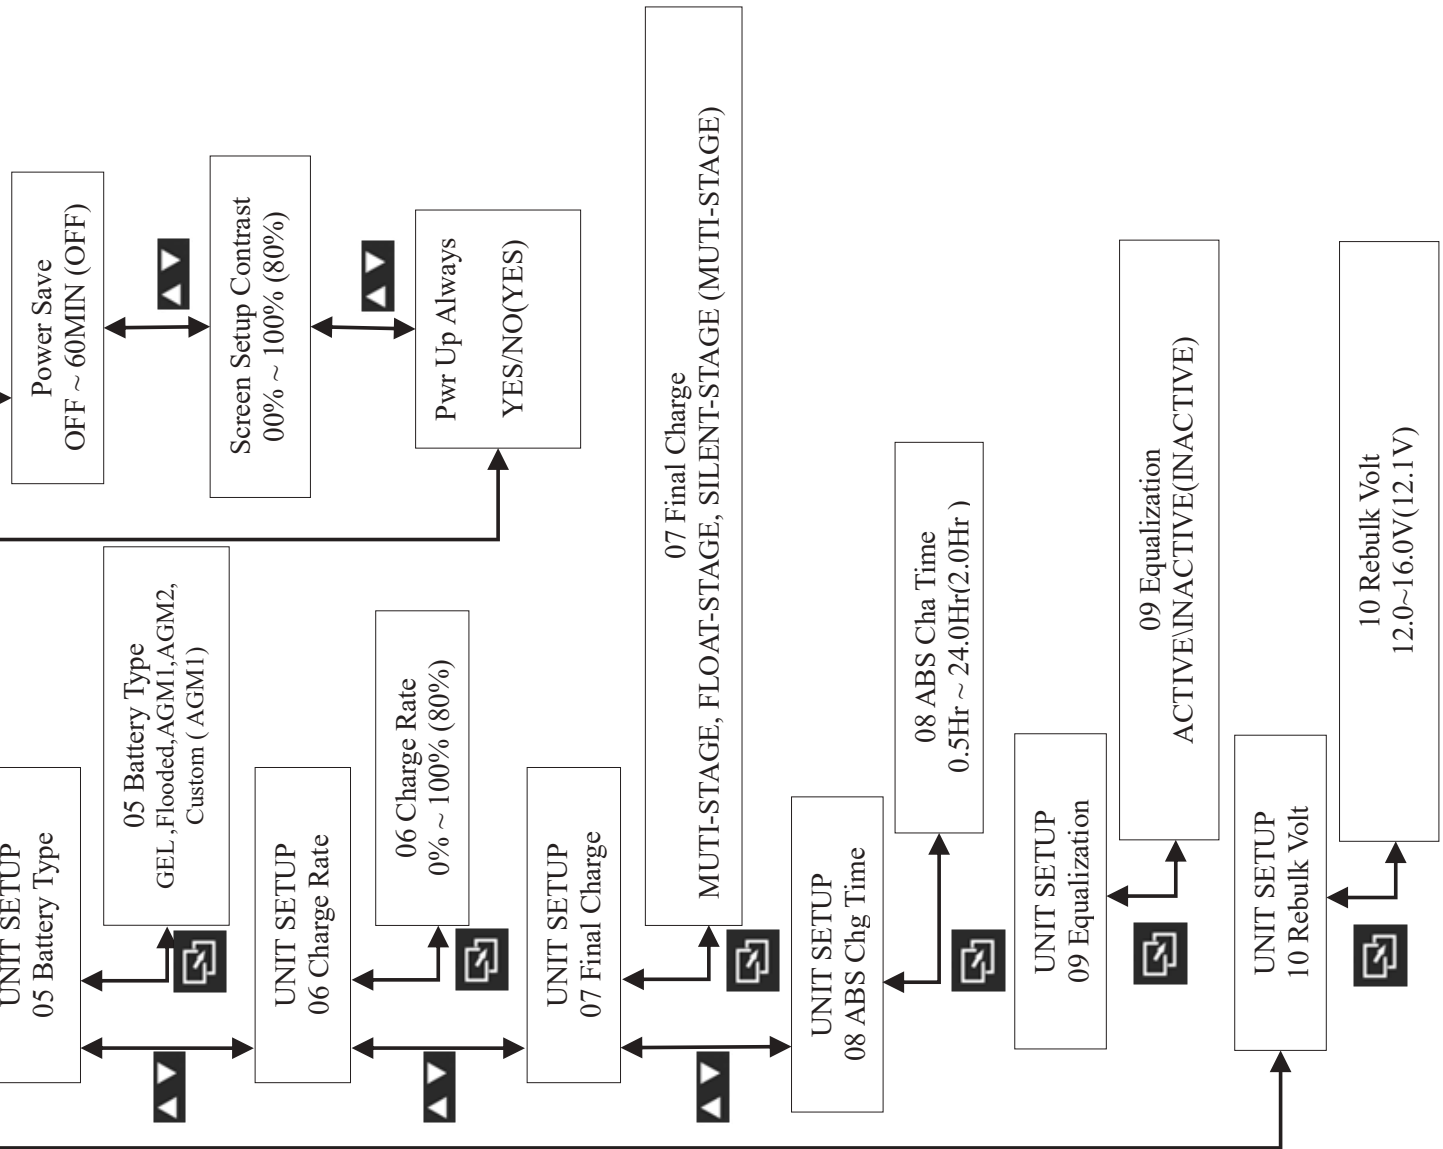 Power Save
OFF ~ 60MIN (OFF)
Screen Setup Contrast
00% ~ 100% (80%)
Pwr Up Always
YES/NO(YES)
UNIT SETUP
05 Battery Type
05 Battery Type
GEL ,Flooded,AGM1,AGM2,
Custom ( AGM1)
UNIT SETUP
06 Charge Rate
06 Charge Rate
0% ~ 100% (80%)
UNIT SETUP
07 Final Charge
07 Final Charge
MUTI-STAGE, FLOAT-STAGE, SILENT-STAGE (MUTI-STAGE)
UNIT SETUP
08 ABS Chg Time
08 ABS Cha Time
0.5Hr ~ 24.0Hr(2.0Hr )
UNIT SETUP
09 Equalization
09 Equalization
ACTIVE\INACTIVE(INACTIVE)
UNIT SETUP
10 Rebulk Volt
10 Rebulk Volt
12.0~16.0V(12.1V)